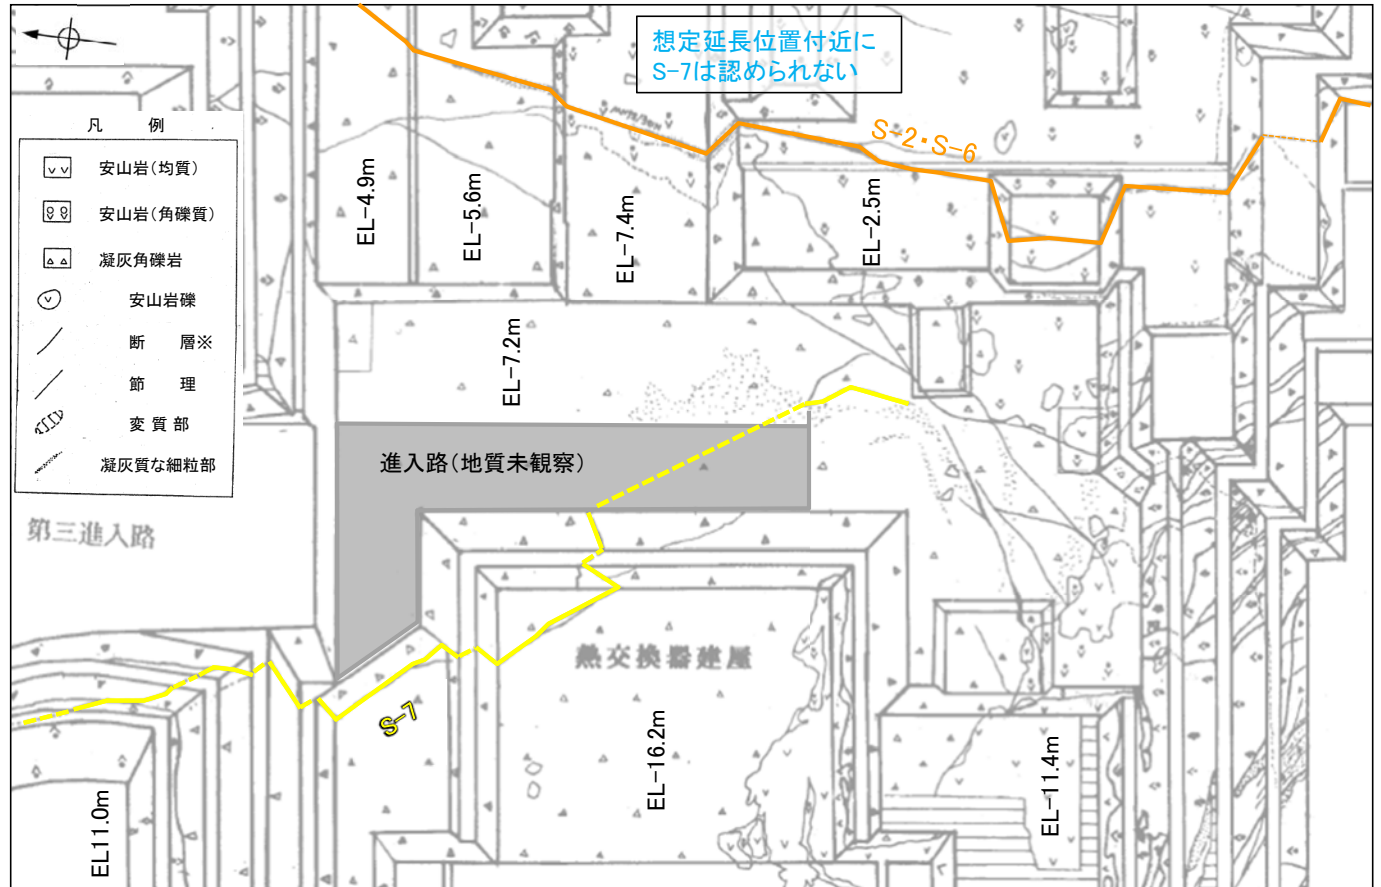 想定延長位置付近に
S-7は認められない
凡　例
安山岩(均質)
安山岩(角礫質)
凝灰角礫岩
安山岩礫
断　層※
節　理
変質部
凝灰質な細粒部
EL-4.9m
EL-5.6m
EL-7.4m
S-2・S-6
EL-2.5m
EL-7.2m
進入路(地質未観察)
第三進入路
熱交換器建屋
S-7
EL-16.2m
EL-11.4m
EL11.0m